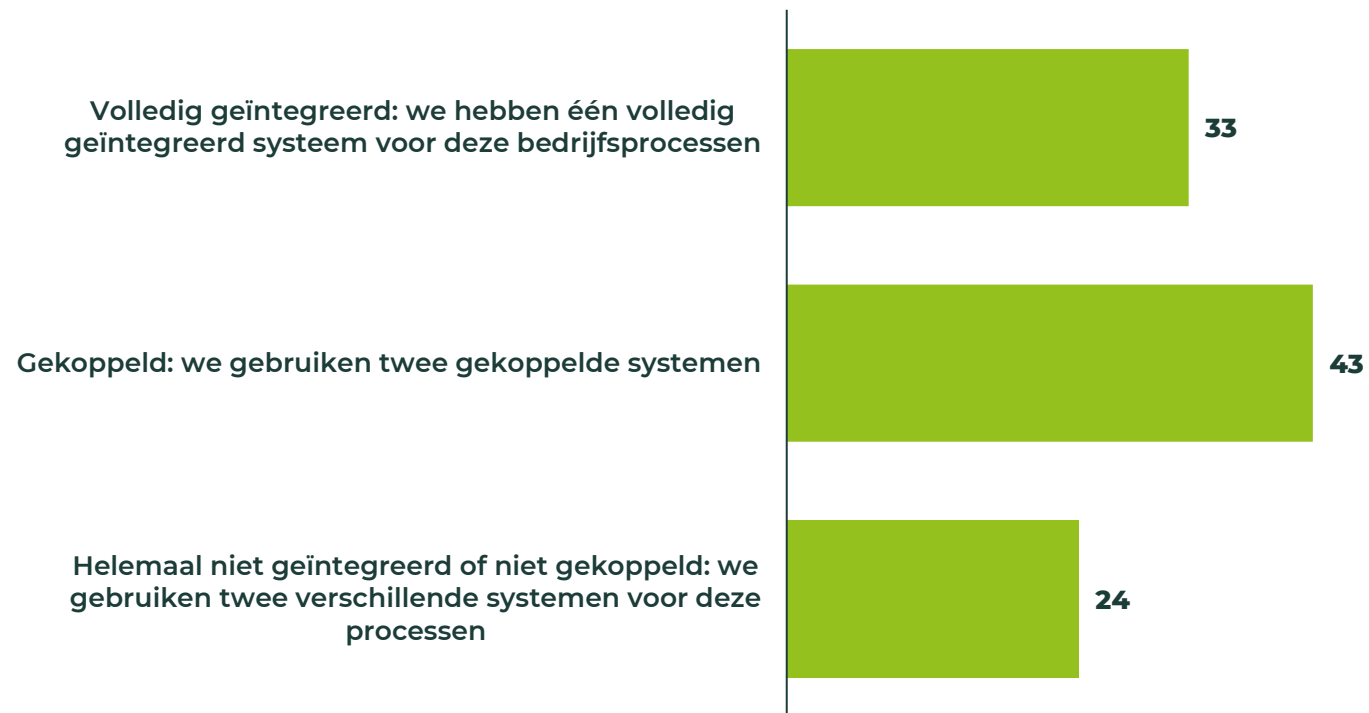 Volledig geïntegreerd: we hebben één volledig
geïntegreerd systeem voor deze bedrijfsprocessen
33
Gekoppeld: we gebruiken twee gekoppelde systemen
43
Helemaal niet geïntegreerd of niet gekoppeld: we
gebruiken twee verschillende systemen voor deze
processen
24